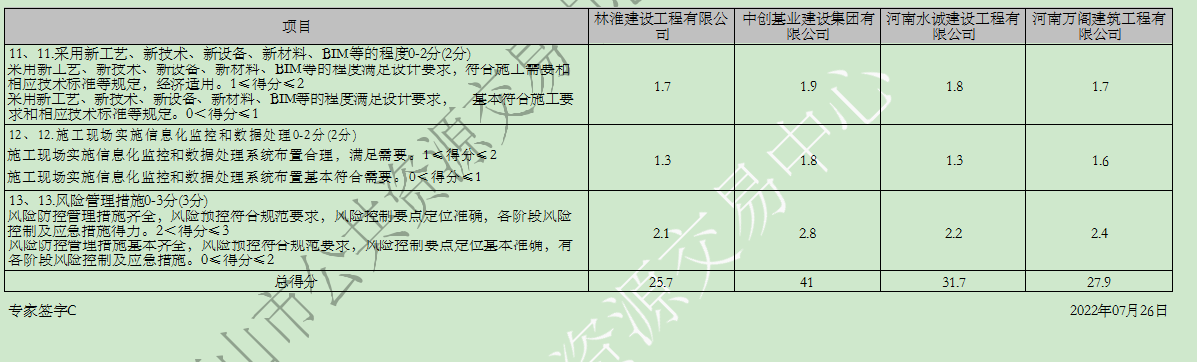 项目
林淮建设工程有限公
司
中创基业建设集团有
限公司
河南水诚建设工程有
限公司
河南万阁建筑工程有
限公司
11、11.采用新工艺、新技术、新设备、新材料、BIM等的程度0-2分(2分)
采用新工艺、新技术、新设备、新材料、BIM等的程度满足设计要求，符合施工需要和
相应技术标准等规定，经济适用。1≤得分≤2
采用新工艺、新技术、新设备、新材料、BIM等的程度满足设计要求， 基本符合施工要
求和相应技术标准等规定。0＜得分≤1
1.7
1.9
1.8
1.7
12、12.施工现场实施信息化监控和数据处理0-2分(2分)
施工现场实施信息化监控和数据处理系统布置合理，满足需要。1≤得分≤2
施工现场实施信息化监控和数据处理系统布置基本符合需要。0＜得分≤1
1.3
1.8
1.3
1.6
13、13.风险管理措施0-3分(3分)
风险防控管理措施齐全，风险预控符合规范要求，风险控制要点定位准确，各阶段风险
控制及应急措施得力。2＜得分≤3
风险防控管理措施基本齐全，风险预控符合规范要求，风险控制要点定位基本准确，有
各阶段风险控制及应急措施。0≤得分≤2
2.1
2.8
2.2
2.4
总得分
25.7
41
31.7
27.9
专家签字C
2022年07月26日
山市公共资源交易
资源交易中心